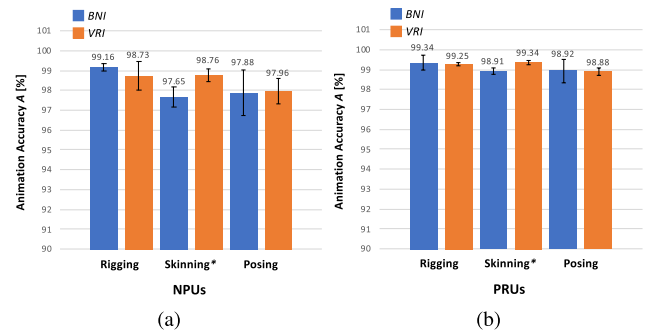 BNI
VRI
101
100
99
98
97
96
95
94
93
92
91
90
Animation Accuracy A [%]
99.16 98.73 97.65 98.76 97.88 97.96
Rigging Skinning* Posing
NPUs
(a)
BNI
VRI
101
100
99
98
97
96
95
94
93
92
91
90
Animation Accuracy A [%]
99.34 99.25 98.91 99.34 98.92 98.88
Rigging Skinning* Posing
PRUs
(b)